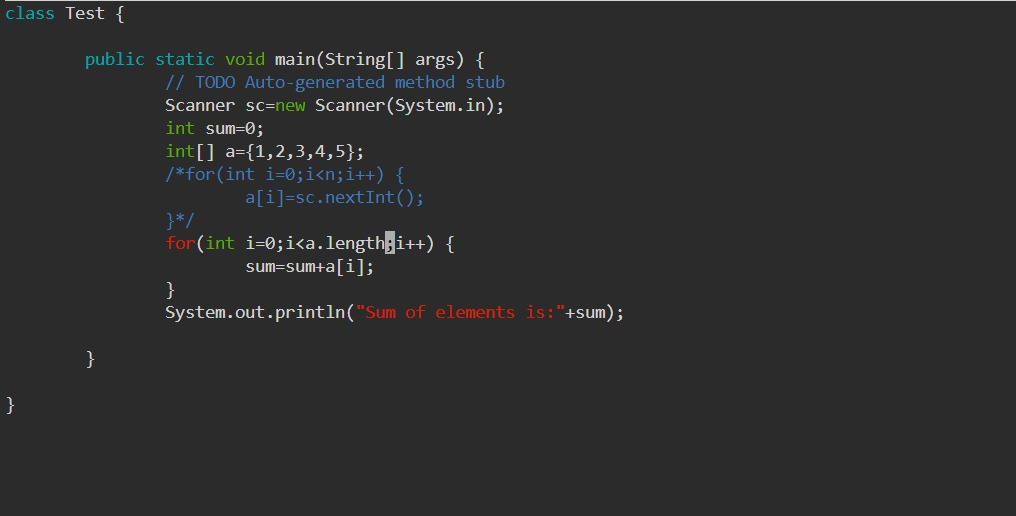 class Test {
public static void main(String[] args) {
// TODO Auto-generated method stub
Scanner sc=new Scanner(System.in);
int sum=0;
int[] a={1,2,3,4,5};
/*for(int i=0;i<n;i++) {
a[i]=sc.nextInt();
}*/
for(int i=0;i<a.length;i++) {
sum=sum+a[i];
}
System.out.println("Sum of elements is:"+sum);
}
}